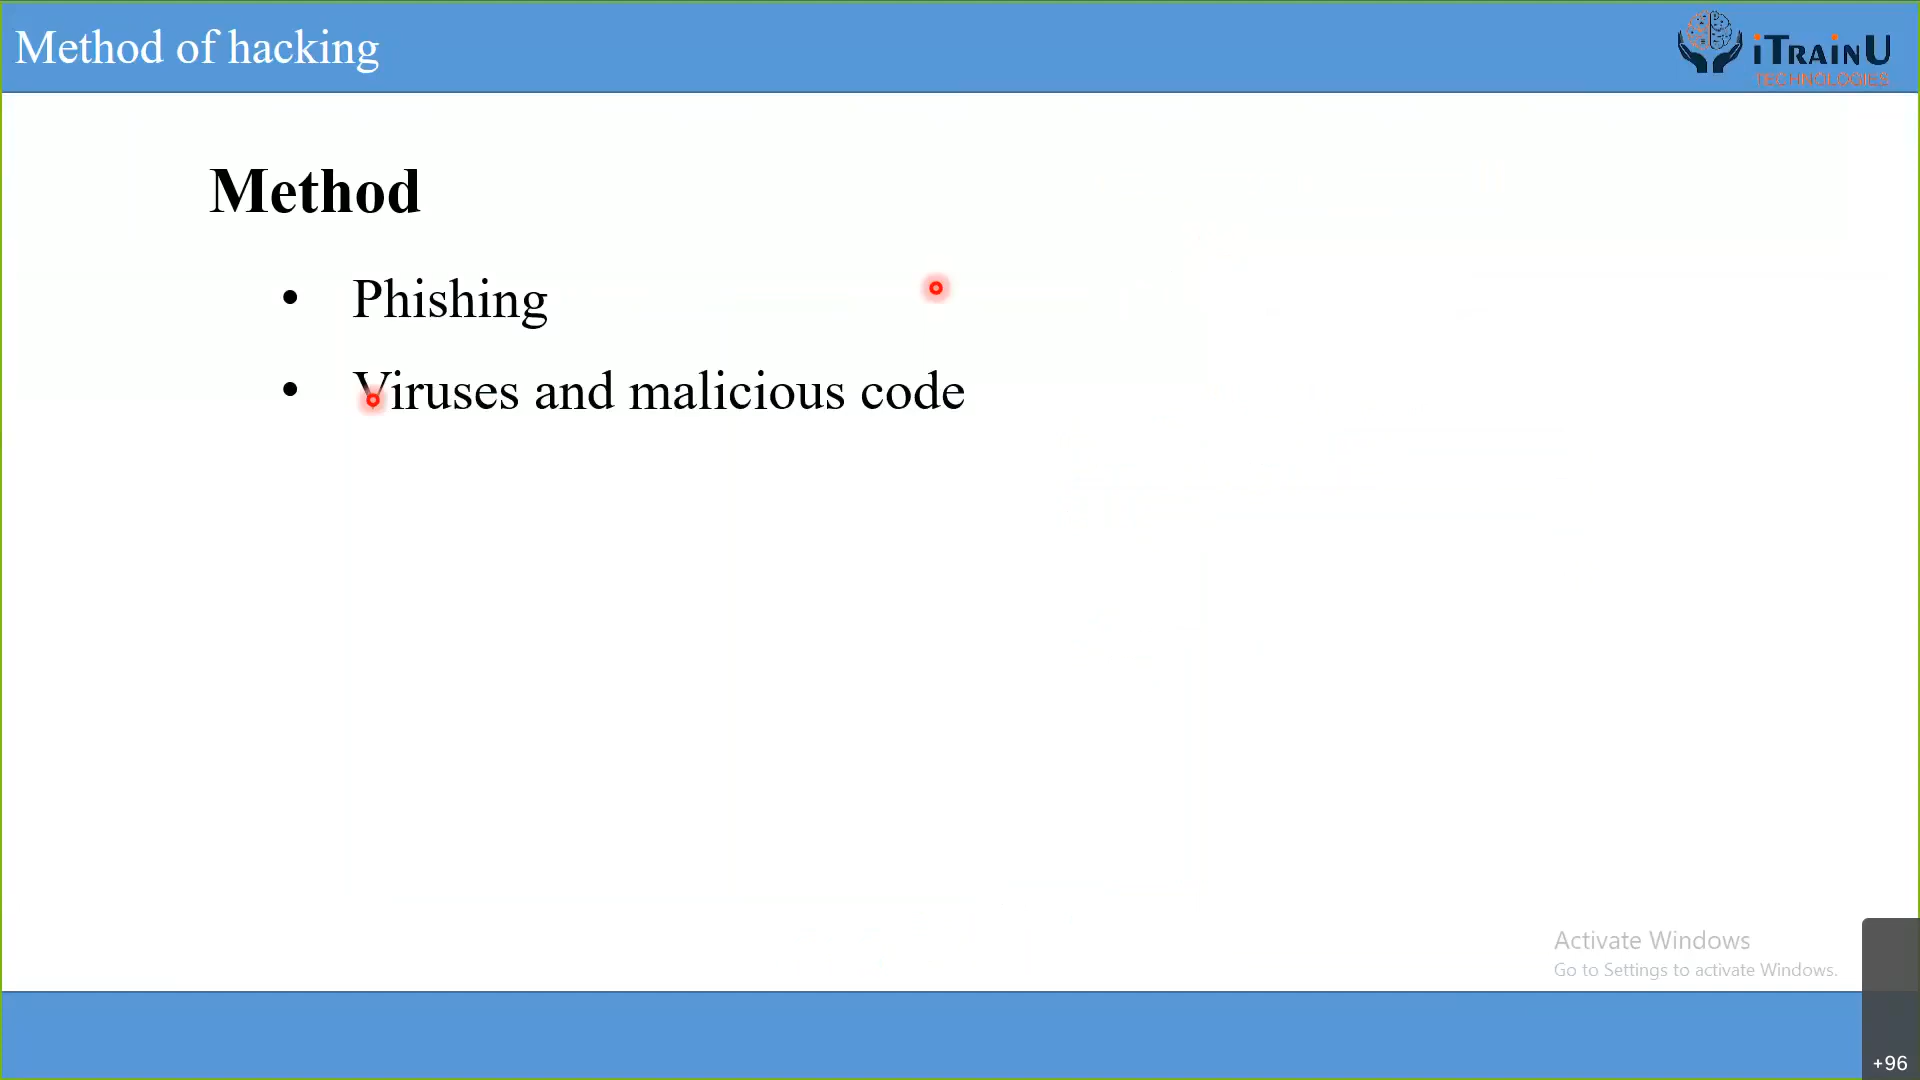 Method of hacking
iTrainU
TECHNOLOGIES
Method
• Phishing
• Viruses and malicious code
Activate Windows
Go to Settings to activate Windows.
+96